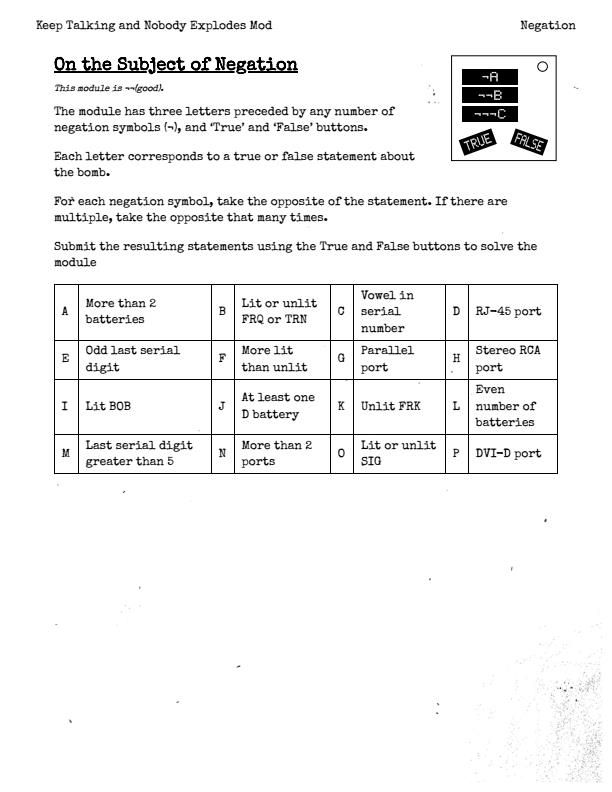 Keep Talking and Nobody Explodes Mod Negation
On the Subject of Negation
This module is ¬¬(good).
The module has three letters preceded by any number of
negation symbols (¬), and ‘True’ and ‘False’ buttons.
Each letter corresponds to a true or false statement about
the bomb.
For each negation symbol, take the opposite of the statement. If there are
multiple, take the opposite that many times.
Submit the resulting statements using the True and False buttons to solve the
module
¬A
¬¬B
¬¬¬C
TRUE FALSE
A More than 2
batteries
B Lit or unlit
FRQ or TRN
C Vowel in
serial
number
D RJ-45 port
E Odd last serial
digit
F More lit
than unlit
G Parallel
port
H Stereo RCA
port
I Lit BOB
J At least one
D battery
K Unlit FRK
L Even
number of
batteries
M Last serial digit
greater than 5
N More than 2
ports
O Lit or unlit
SIG
P DVI-D port